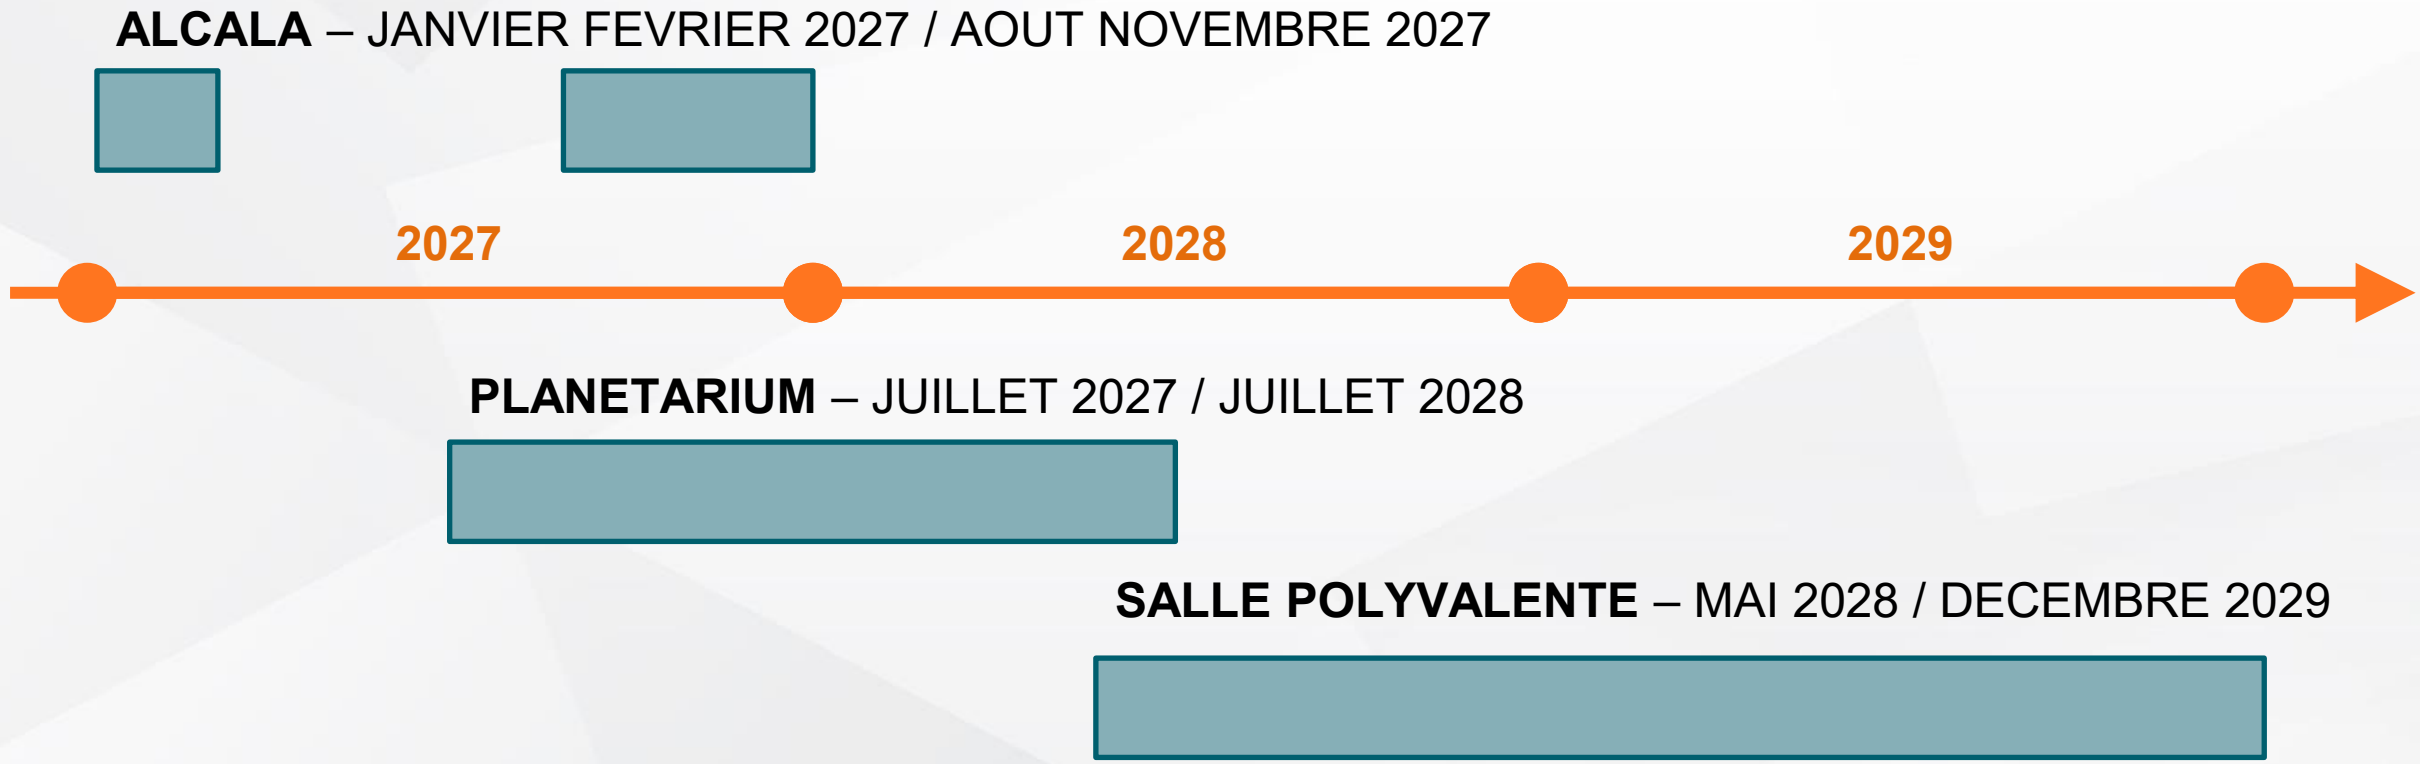 ALCALA – JANVIER FEVRIER 2027 / AOUT NOVEMBRE 2027
2027 2028 2029
PLANETARIUM – JUILLET 2027 / JUILLET 2028
SALLE POLYVALENTE – MAI 2028 / DECEMBRE 2029